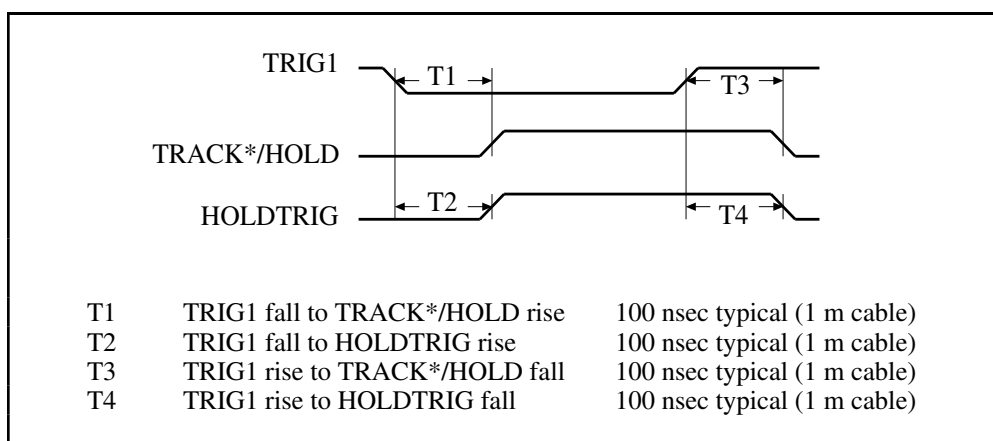 TRIG1
T1
T3
TRACK*/HOLD
T2
HOLDTRIG
T4
T1 TRIG1 fall to TRACK*/HOLD rise 100 nsec typical (1 m cable)
T2 TRIG1 fall to HOLDTRIG rise 100 nsec typical (1 m cable)
T3 TRIG1 rise to TRACK*/HOLD fall 100 nsec typical (1 m cable)
T4 TRIG1 rise to HOLDTRIG fall 100 nsec typical (1 m cable)